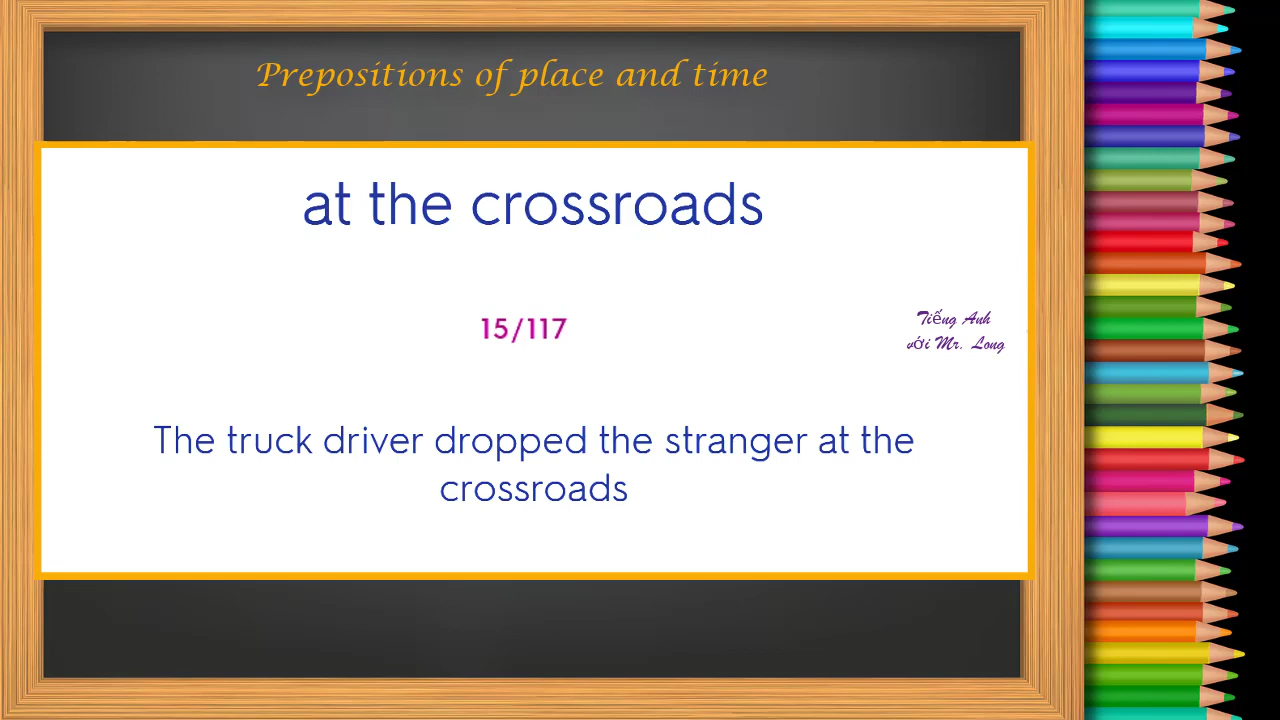 Prepositions of place and time
at the crossroads
15/117
Tiếng Anh
với Mr. Long
The truck driver dropped the stranger at the
crossroads